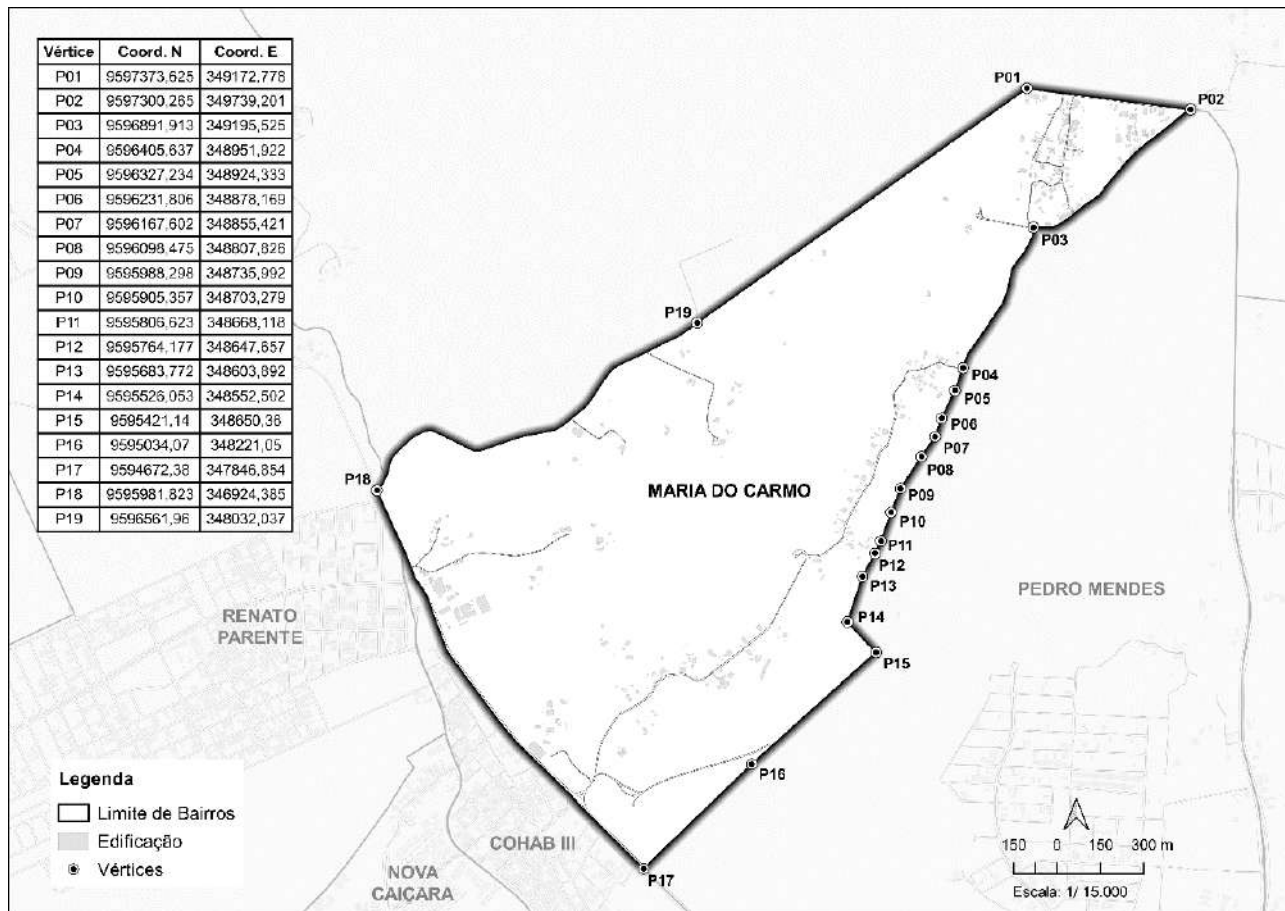 Vértice Coord. N Coord. E
P01 9597373,625 349172,778
P02 9597300,265 349739,201
P03 9596891,913 349195,525
P04 9596405,637 348951,922
P05 9596327,234 348924,333
P06 9596231,806 348878,169
P07 9596167,602 348855,421
P08 9596098,475 348807,826
P09 9595988,298 348735,992
P10 9595905,357 348703,279
P11 9595806,623 348668,118
P12 9595764,177 348647,657
P13 9595683,772 348603,892
P14 9595526,053 348552,502
P15 9595421,14 348650,36
P16 9595034,07 348221,05
P17 9594672,38 347846,854
P18 9595981,823 346924,385
P19 9596561,96 348032,037
P01
P02
P03
P19
P04
P05
P06
P07
P08
P18
MARIA DO CARMO
P09
P10
P11
P12
P13
PEDRO MENDES
RENATO
PARENTE
P14
P15
P16
Legenda
Limite de Bairros
Edificação
Vértices
COHAB III
NOVA
CAIÇARA
P17
150 0 150 300 m
Escala: 1/ 15.000